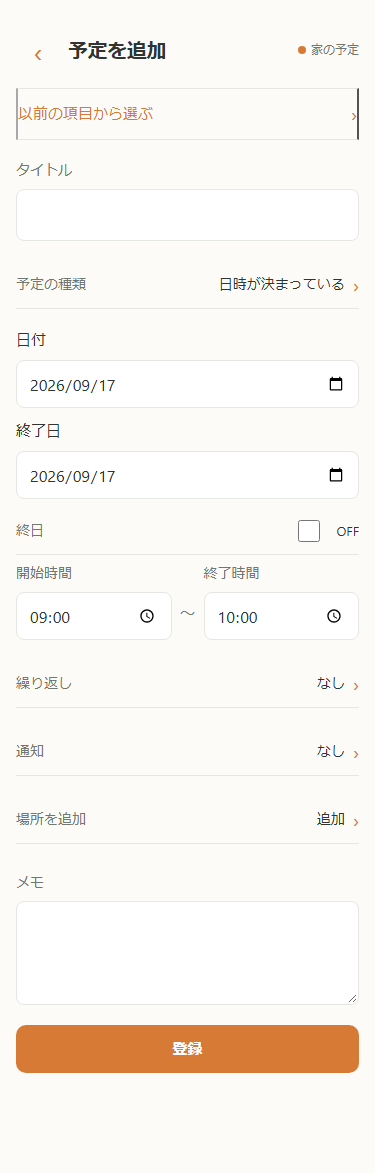 ‹ 予定を追加 家の予定
以前の項目から選ぶ ›
タイトル
予定の種類 日時が決まっている ›
日付
2026/09/17
終了日
2026/09/17
終日 OFF
開始時間 終了時間
09:00 ～ 10:00
繰り返し なし ›
通知 なし ›
場所を追加 追加 ›
メモ
登録